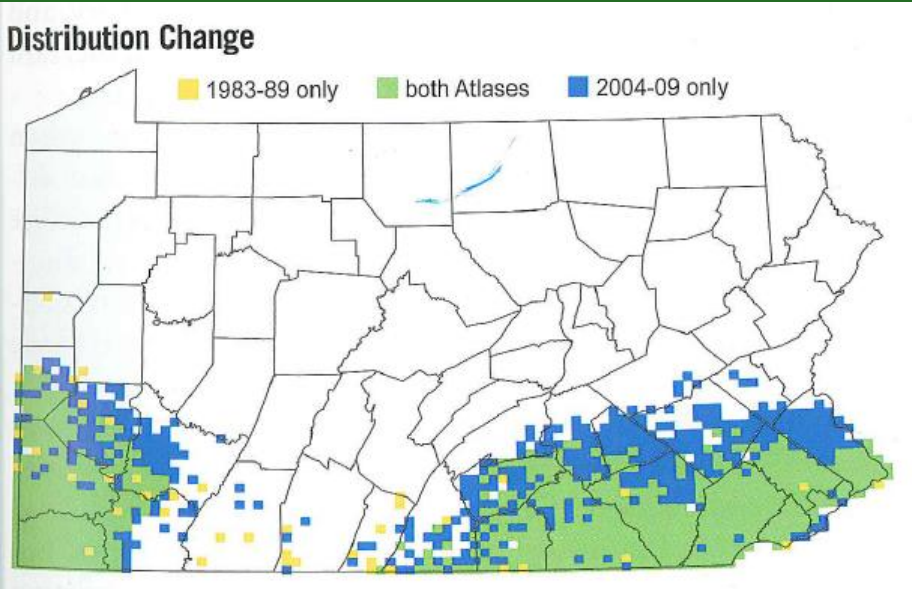 Distribution Change
1983-89 only
both Atlases
2004-09 only